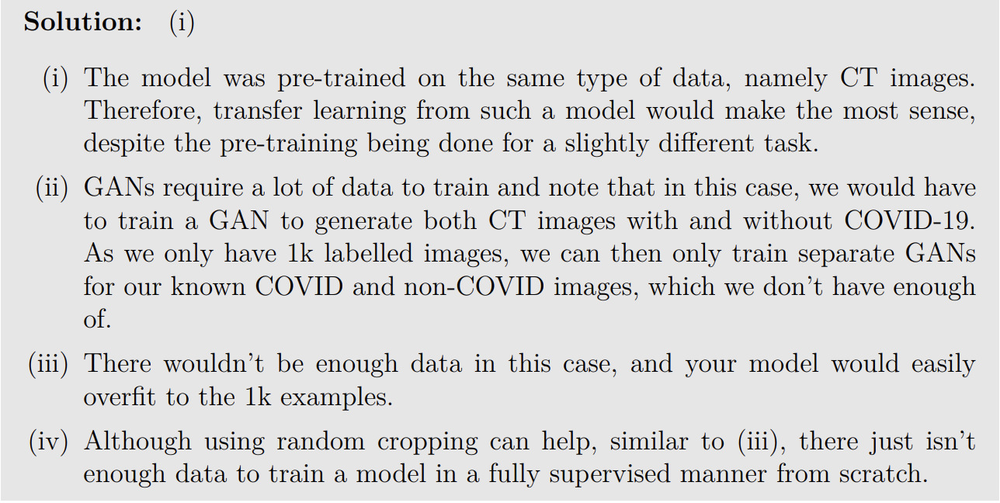 Solution: (i)
(i) The model was pre-trained on the same type of data, namely CT images.
Therefore, transfer learning from such a model would make the most sense,
despite the pre-training being done for a slightly different task.
(ii) GANs require a lot of data to train and note that in this case, we would have
to train a GAN to generate both CT images with and without COVID-19.
As we only have 1k labelled images, we can then only train separate GANs
for our known COVID and non-COVID images, which we don't have enough
of.
(iii) There wouldn't be enough data in this case, and your model would easily
overfit to the 1k examples.
(iv) Although using random cropping can help, similar to (iii), there just isn't
enough data to train a model in a fully supervised manner from scratch.